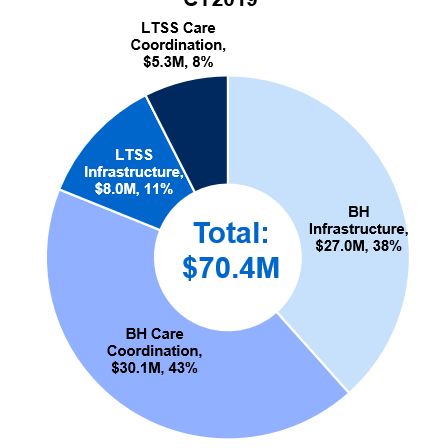 CY2019
LTSS Care
Coordination,
$5.3M, 8%
LTSS
Infrastructure,
$8.0M, 11%
BH
Infrastructure,
$27.0M, 38%
Total:
$70.4M
BH Care
Coordination,
$30.1M, 43%